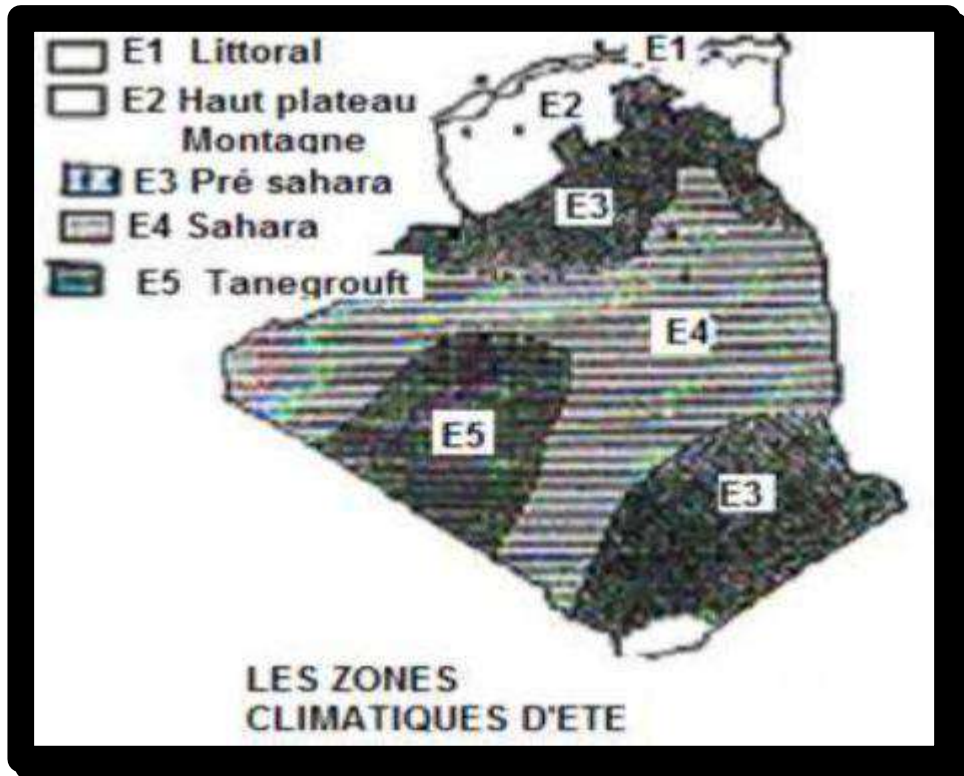 E1 Littoral
E2 Haut plateau
Montagne
E3 Pré sahara
E4 Sahara
E5 Tanegrouft
E1
E2
E3
E4
E5
E3
LES ZONES
CLIMATIQUES D'ETE